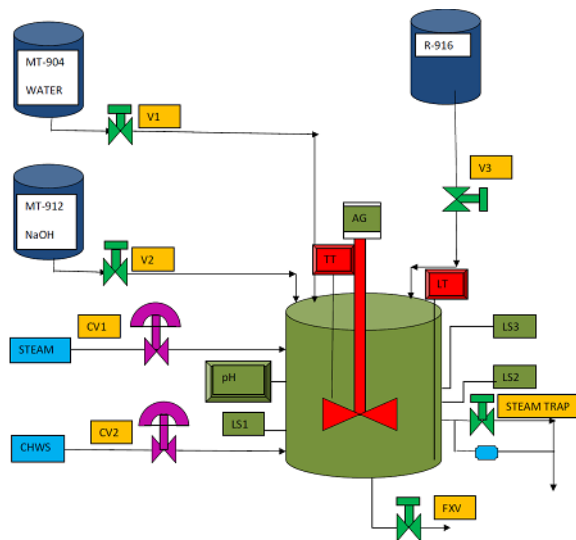 MT-904
WATER
R-916
V1
V3
MT-912
NaOH
AG
V2
TT
LT
CV1
LS3
STEAM
pH
LS2
LS1
STEAM TRAP
CV2
CHWS
FXV